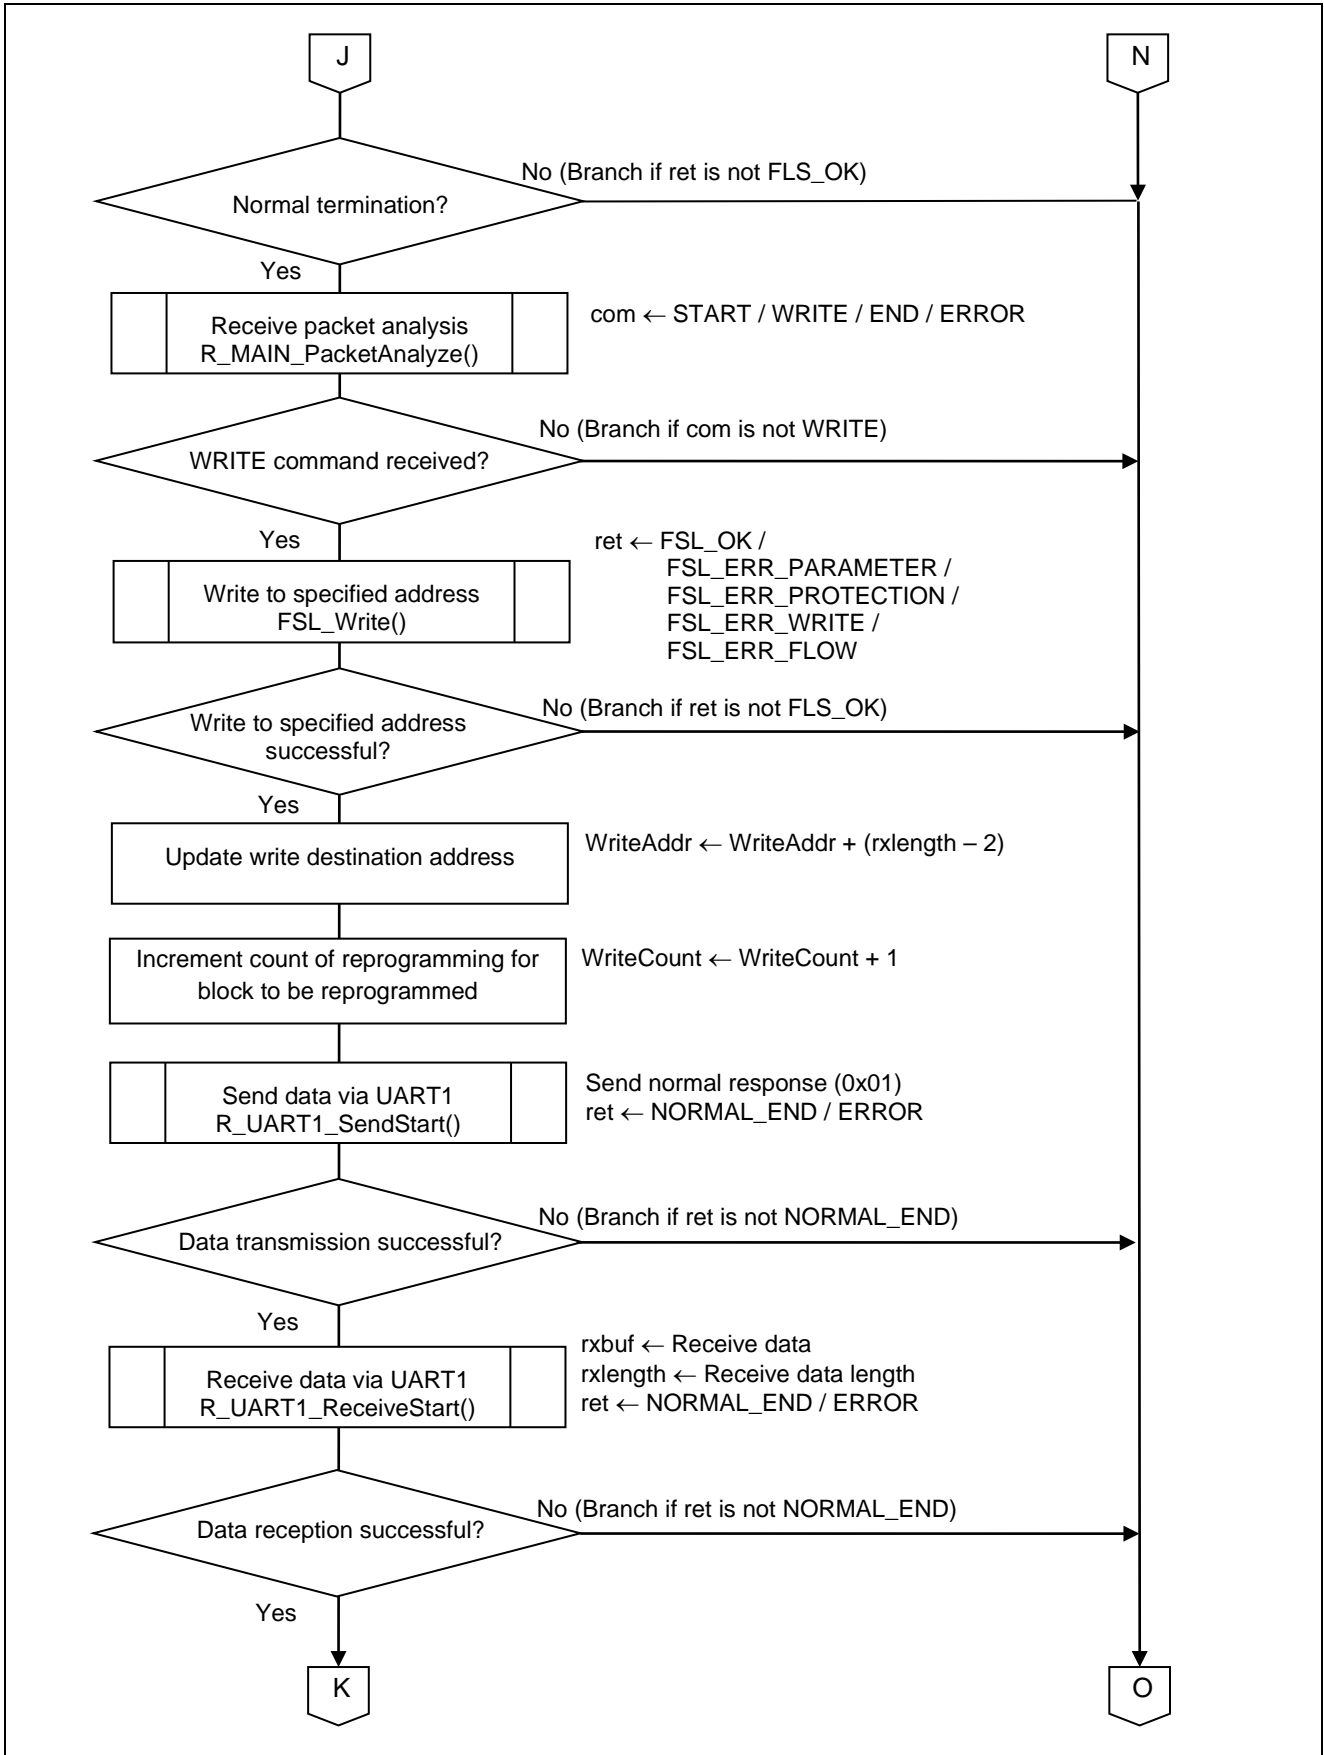 J
N
No (Branch if ret is not FLS_OK)
Normal termination?
Yes
Receive packet analysis
R_MAIN_PacketAnalyze()
com ← START / WRITE / END / ERROR
No (Branch if com is not WRITE)
WRITE command received?
Yes
Write to specified address
FSL_Write()
ret ← FSL_OK /
FSL_ERR_PARAMETER /
FSL_ERR_PROTECTION /
FSL_ERR_WRITE /
FSL_ERR_FLOW
No (Branch if ret is not FLS_OK)
Write to specified address
successful?
Yes
Update write destination address
WriteAddr ← WriteAddr + (rxlength – 2)
Increment count of reprogramming for
block to be reprogrammed
WriteCount ← WriteCount + 1
Send data via UART1
R_UART1_SendStart()
Send normal response (0x01)
ret ← NORMAL_END / ERROR
No (Branch if ret is not NORMAL_END)
Data transmission successful?
Yes
Receive data via UART1
R_UART1_ReceiveStart()
rxbuf ← Receive data
rxlength ← Receive data length
ret ← NORMAL_END / ERROR
No (Branch if ret is not NORMAL_END)
Data reception successful?
Yes
K
O